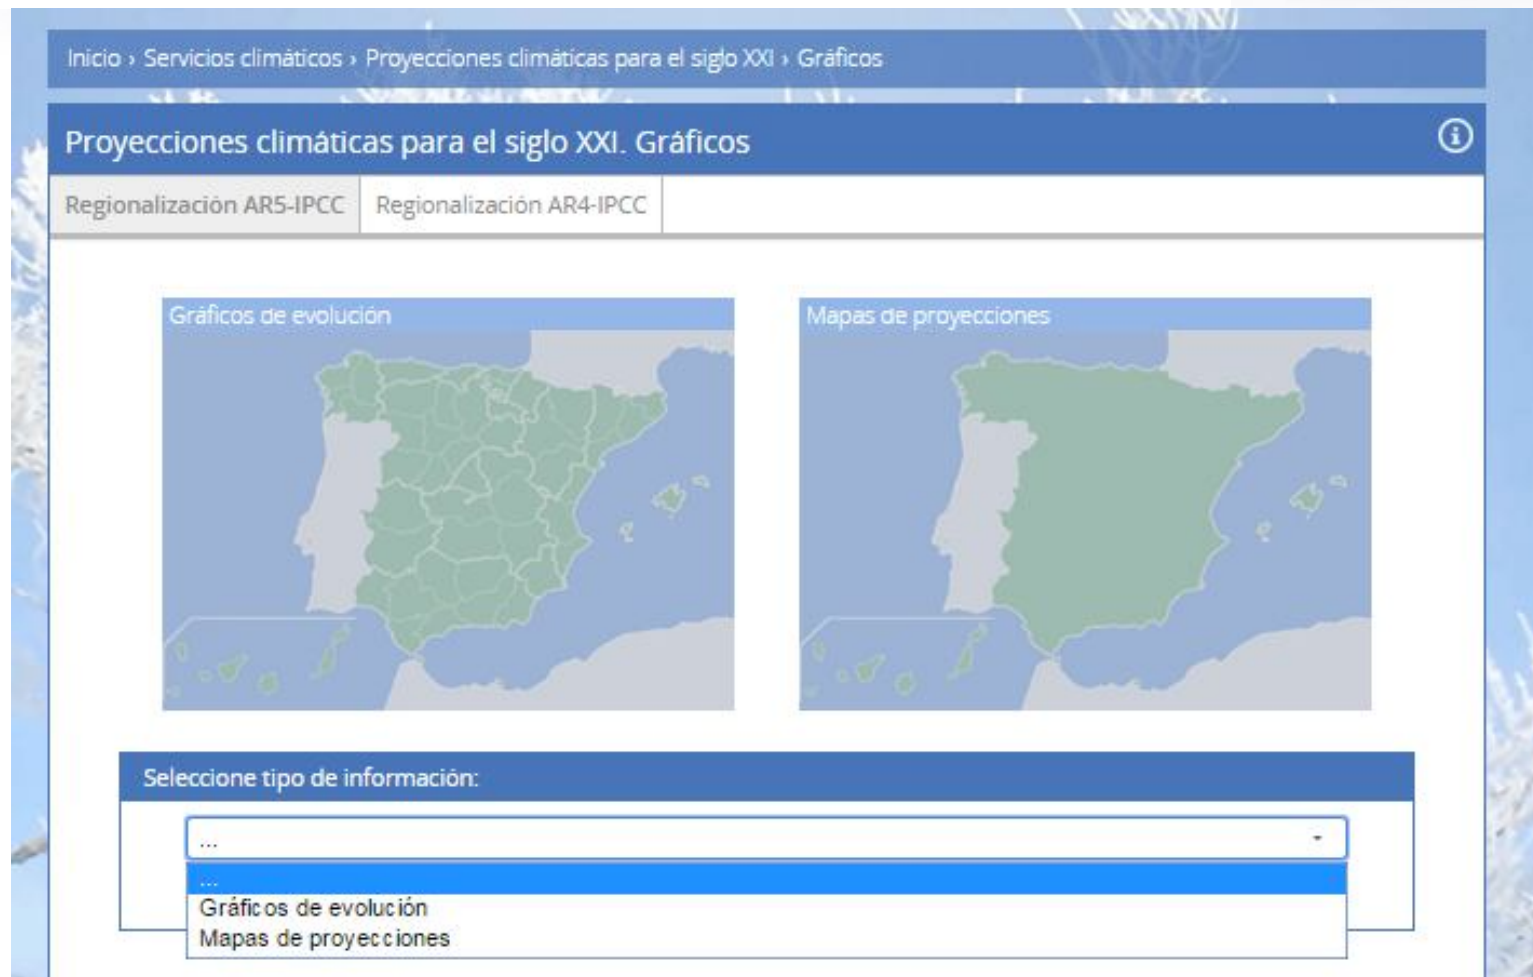 Inicio › Servicios climáticos › Proyecciones climáticas para el siglo XXI › Gráficos
Proyecciones climáticas para el siglo XXI. Gráficos
Regionalización AR5-IPCC
Regionalización AR4-IPCC
Gráficos de evolución
Mapas de proyecciones
Seleccione tipo de información:
...
...
Gráficos de evolución
Mapas de proyecciones